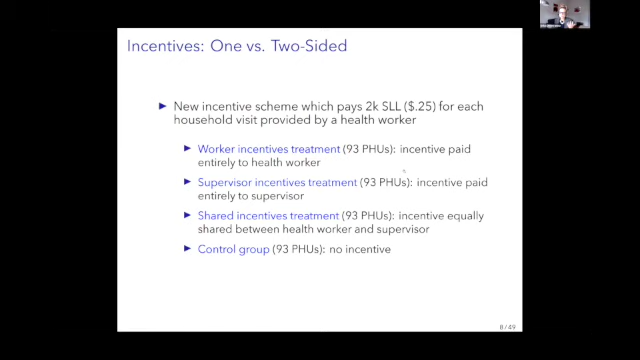 Incentives: One vs. Two-Sided
New incentive scheme which pays 2k SLL ($.25) for each
household visit provided by a health worker
Worker incentives treatment (93 PHUs): incentive paid
entirely to health worker
Supervisor incentives treatment (93 PHUs): incentive paid
entirely to supervisor
Shared incentives treatment (93 PHUs): incentive equally
shared between health worker and supervisor
Control group (93 PHUs): no incentive
8 / 49